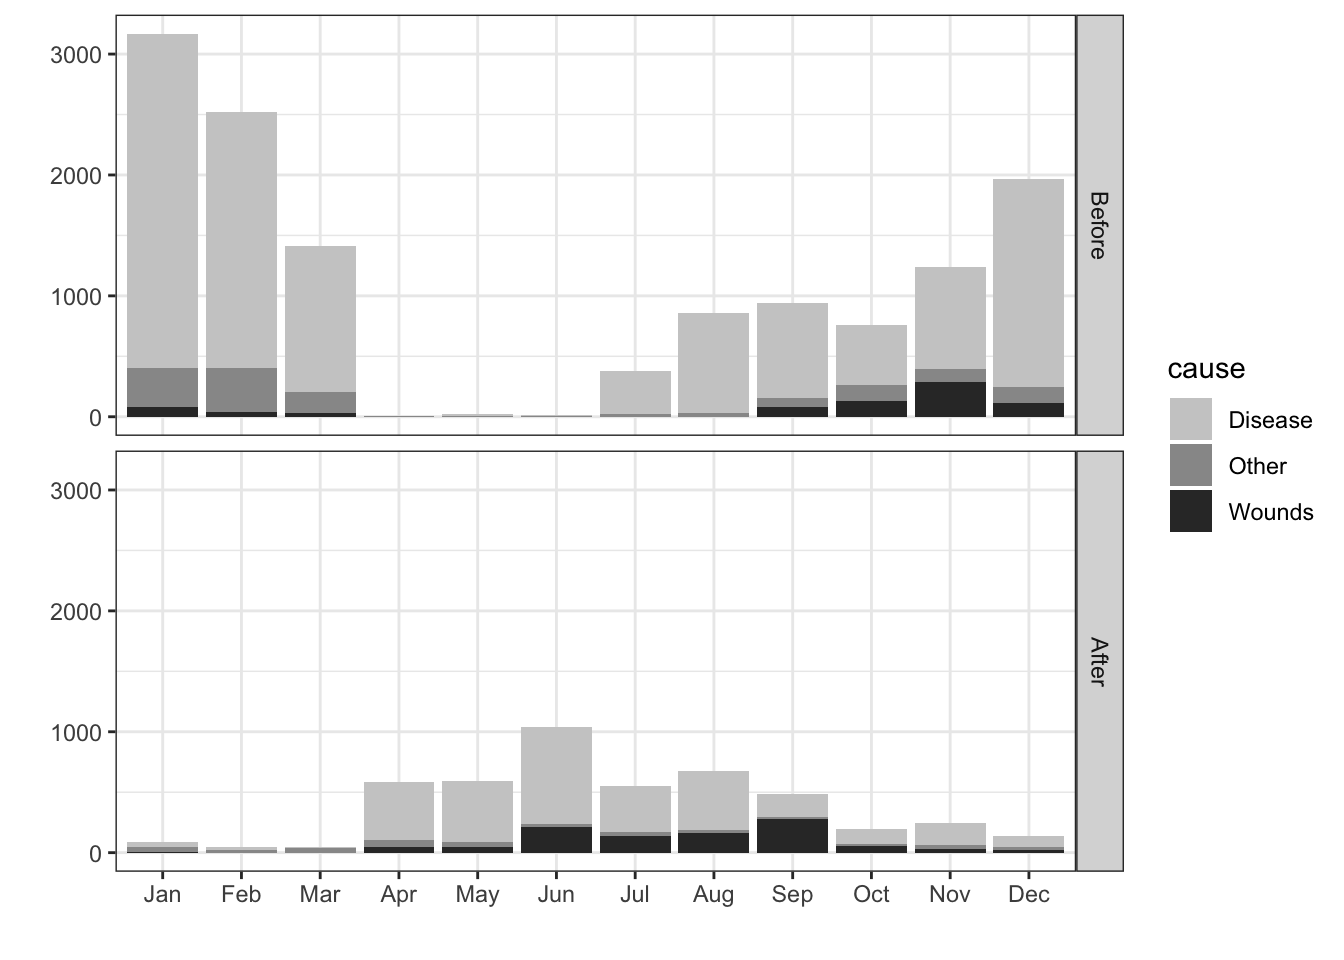 3000
2000
1000
0
Before
3000
2000
1000
0
After
Jan Feb Mar Apr May Jun Jul Aug Sep Oct Nov Dec
cause
Disease
Other
Wounds